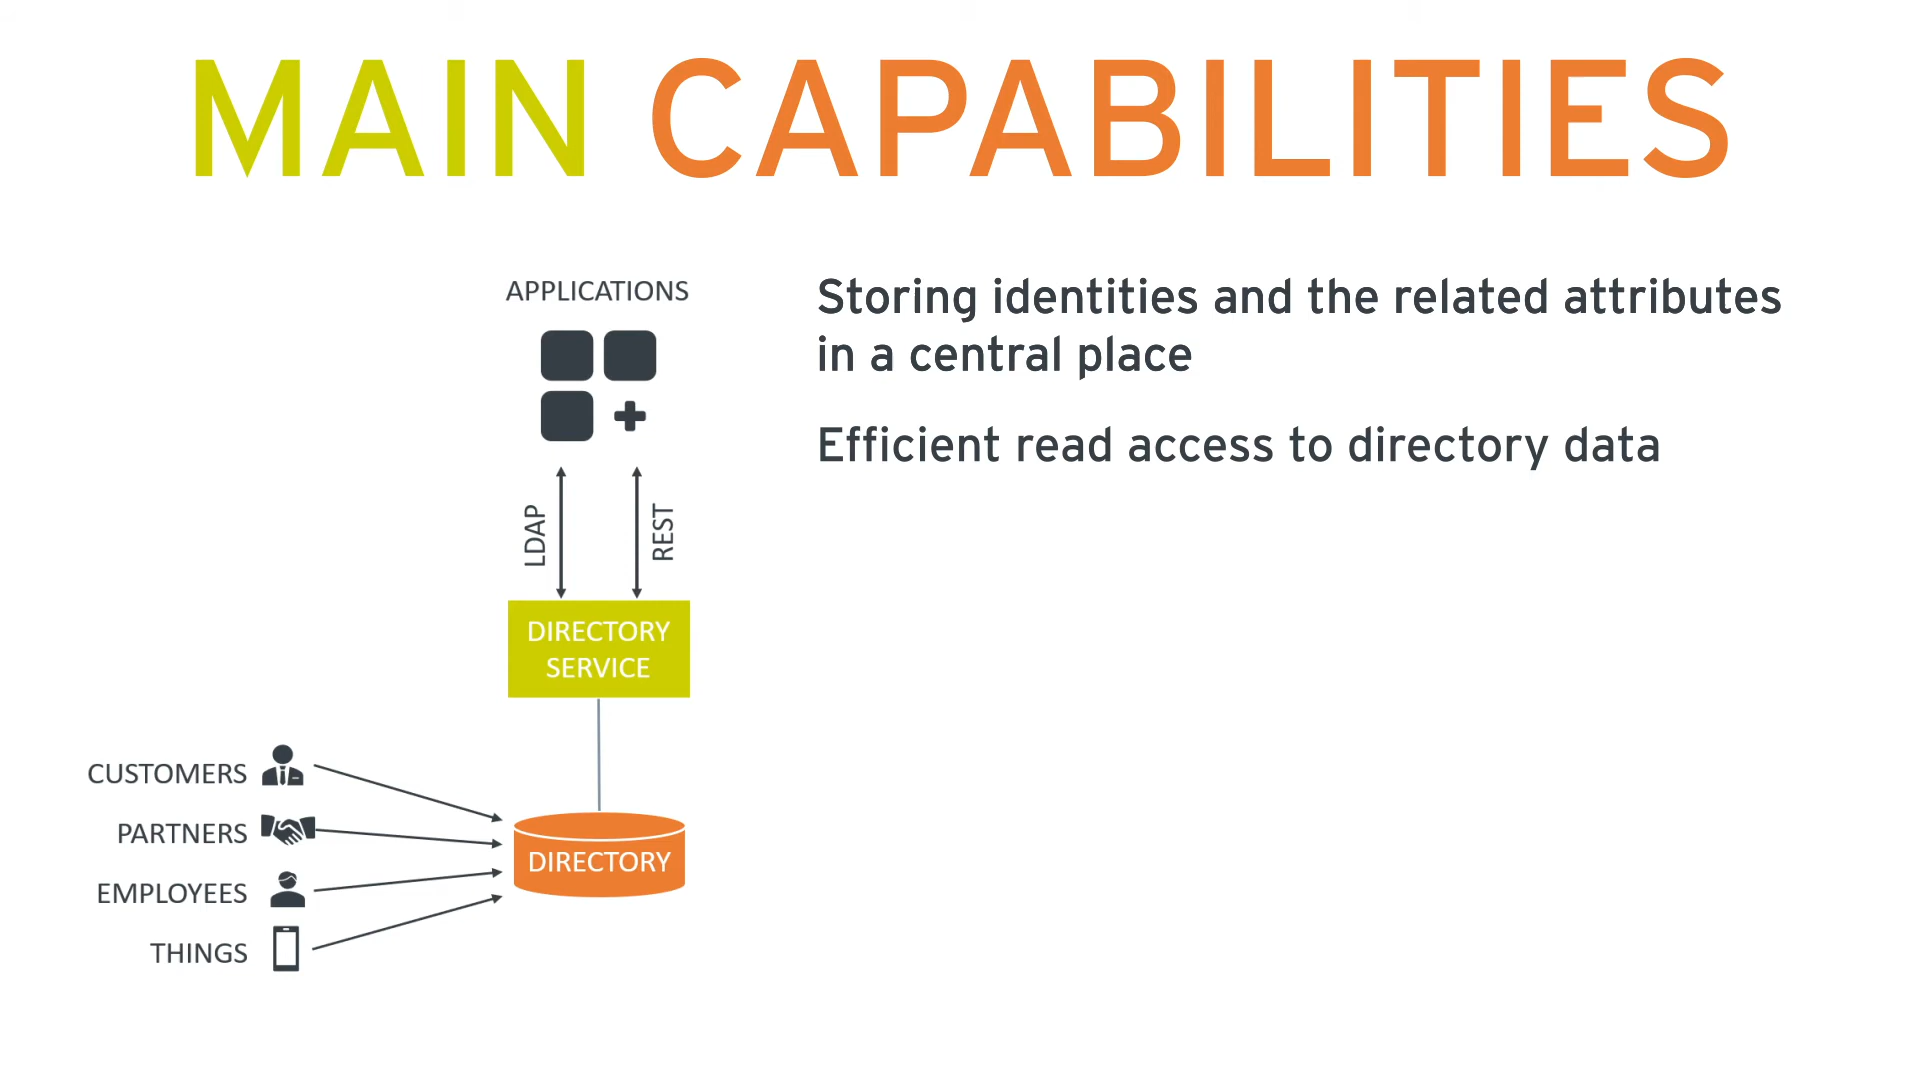 MAIN CAPABILITIES
APPLICATIONS
LDAP
REST
DIRECTORY
SERVICE
CUSTOMERS
PARTNERS
EMPLOYEES
THINGS
DIRECTORY
Storing identities and the related attributes
in a central place
Efficient read access to directory data